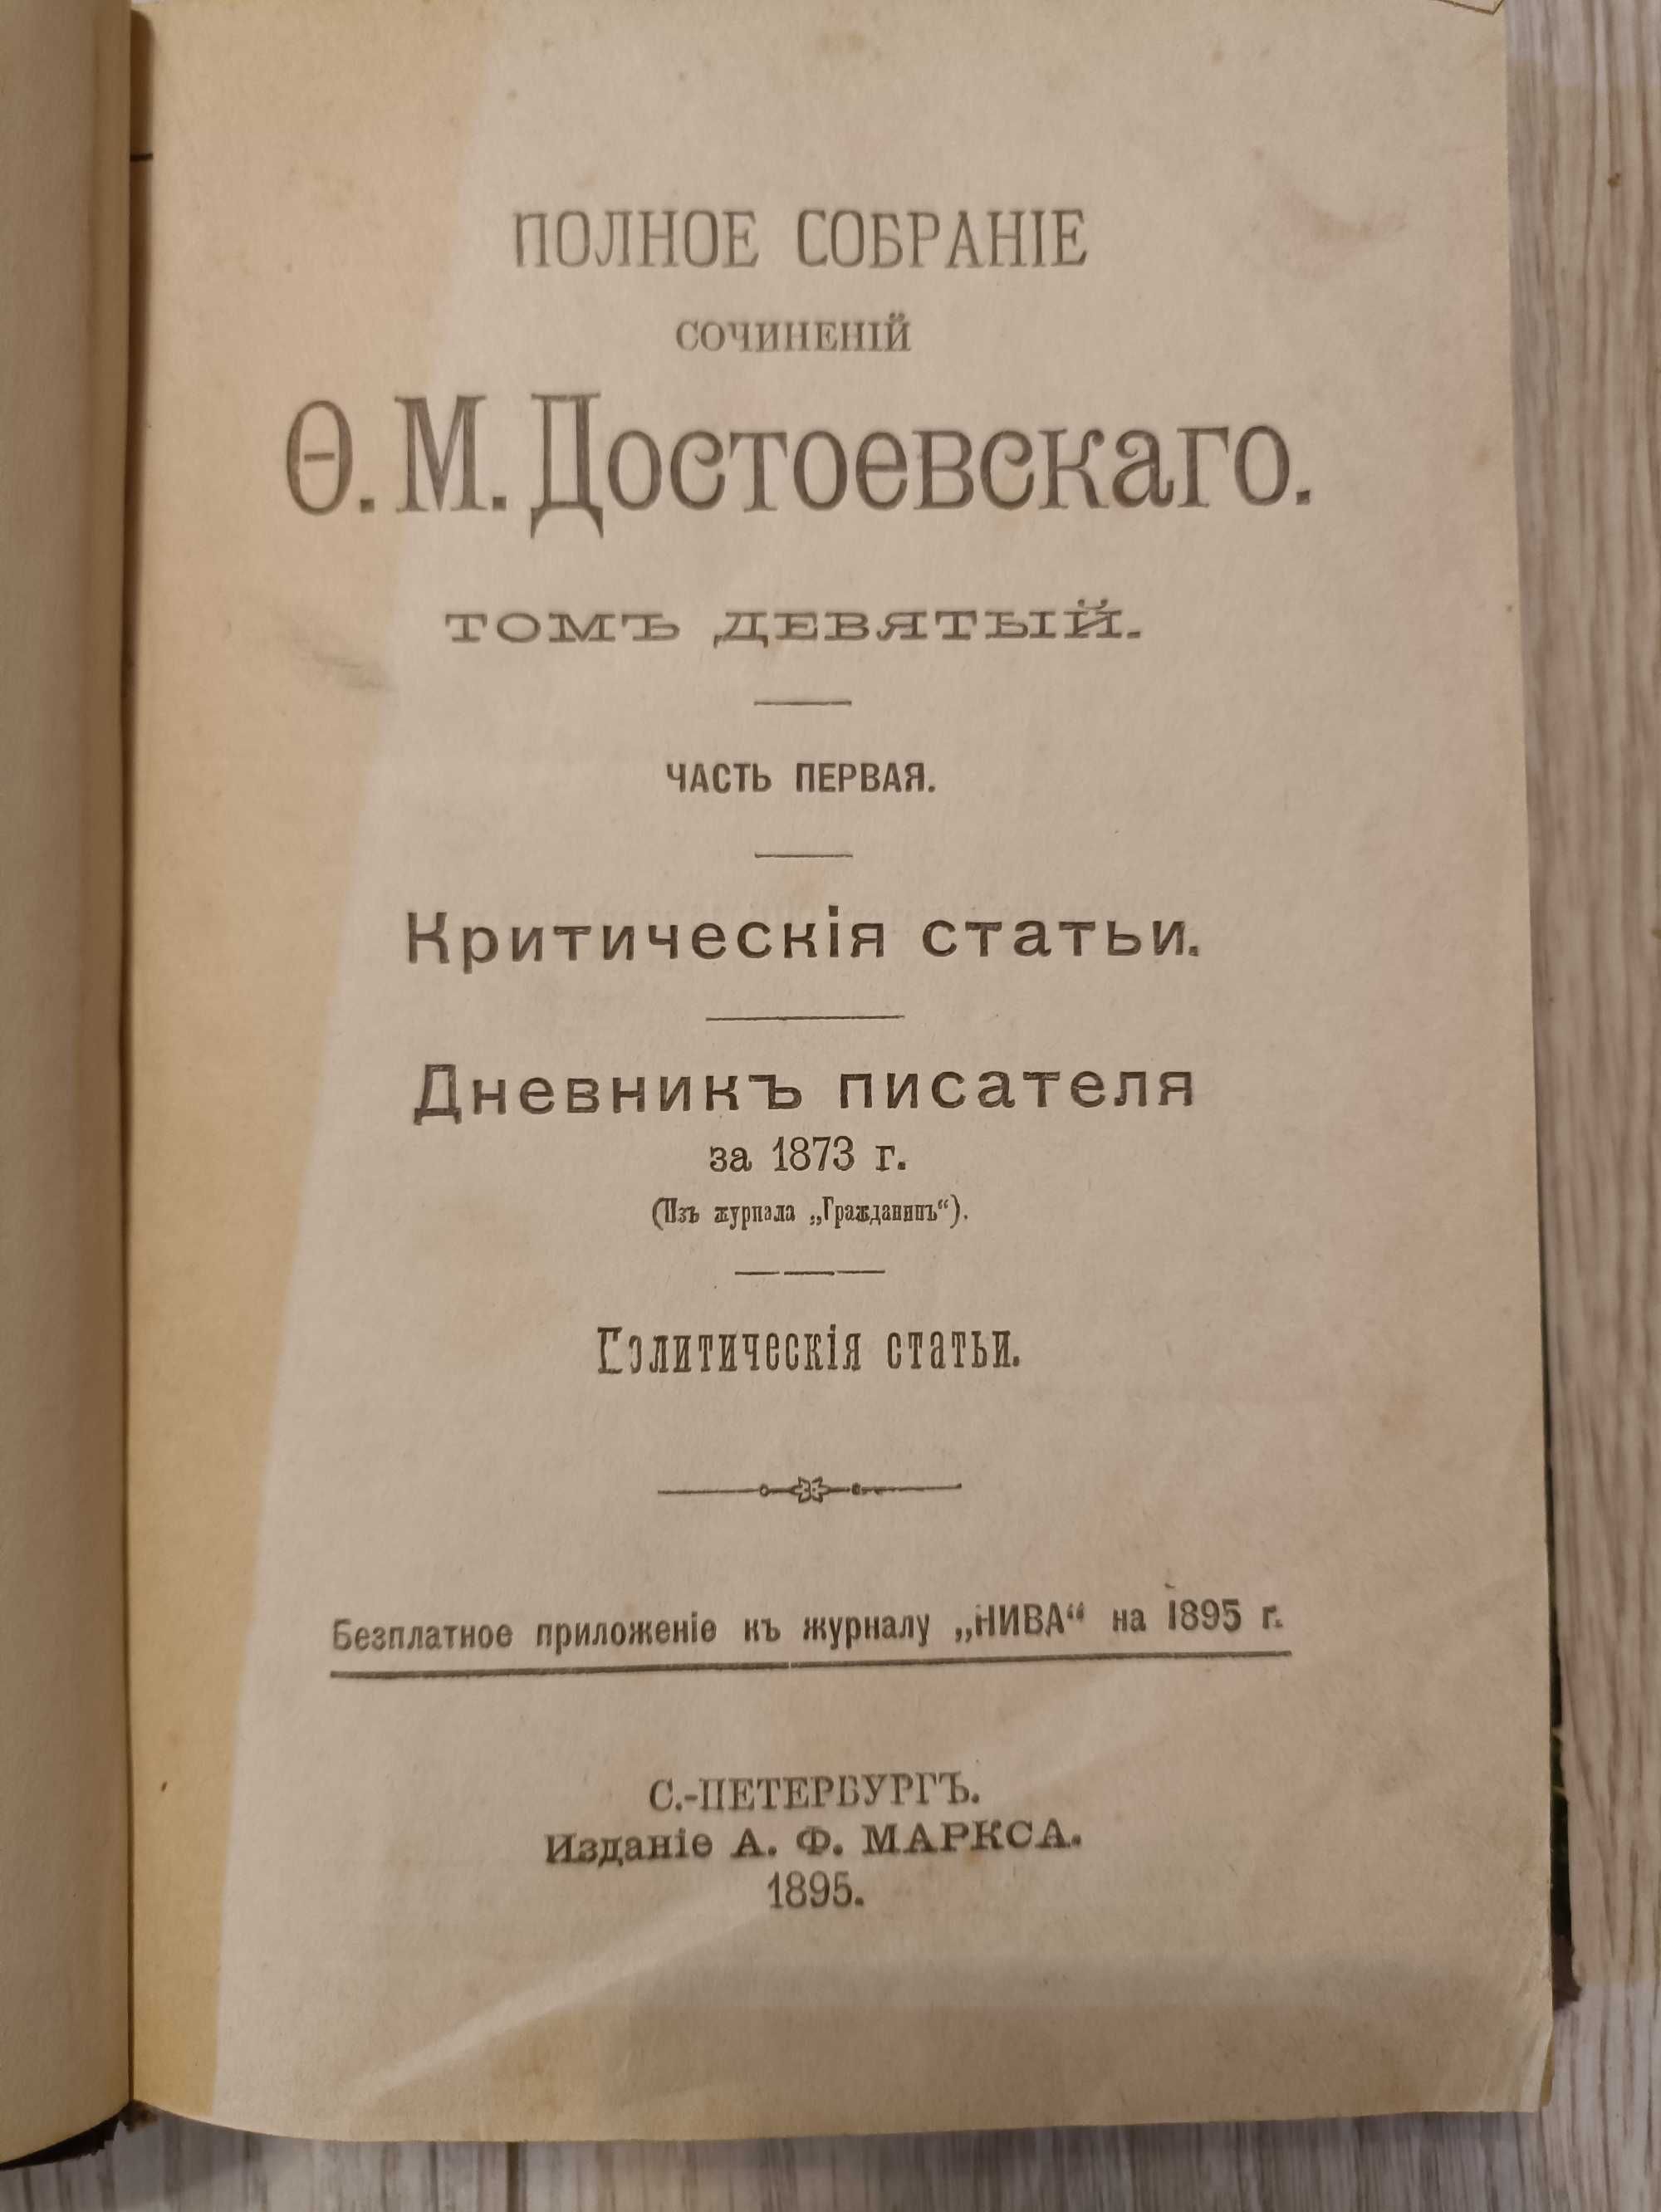 ПОЛНОЕ СОБРАНІЕ
СОЧИНЕНІЙ
Ѳ. М. Достоевскаго.
ТОМЪ ДЕВЯТЫЙ.
ЧАСТЬ ПЕРВАЯ.
Критическія статьи.
Дневникъ писателя
за 1873 г.
(Изъ журнала „Гражданинъ“).
Политическія статьи.
Безплатное приложеніе къ журналу „НИВА“ на 1895 г.
С.-ПЕТЕРБУРГЪ.
Изданіе А. Ф. МАРКСА.
1895.